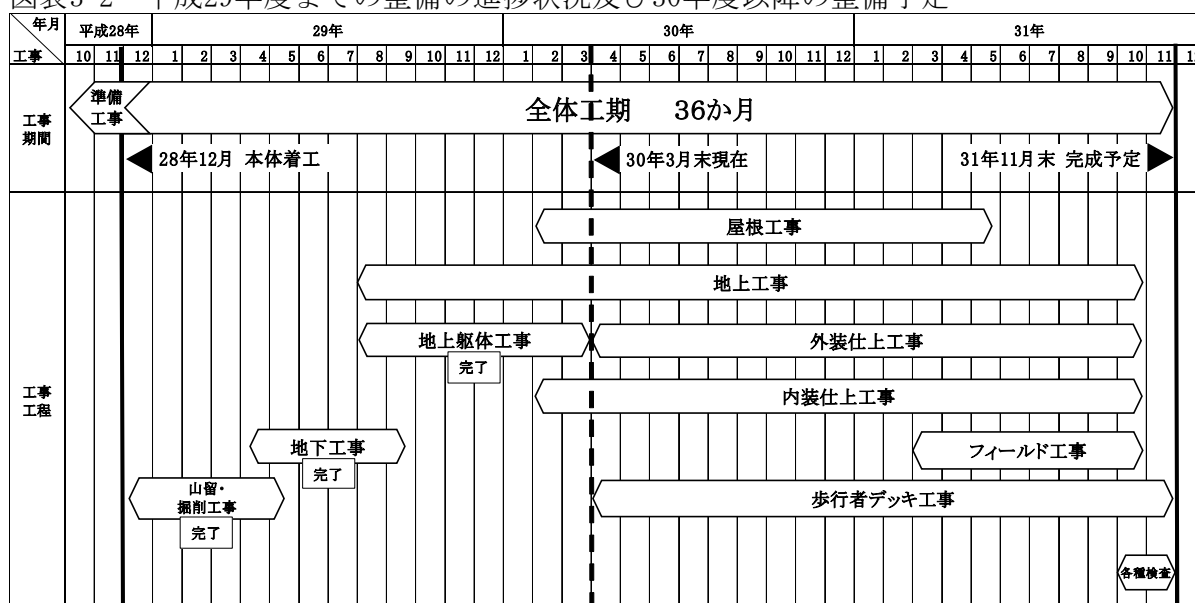 図表3-2 平成29年度までの整備の進捗状況及び30年度以降の整備予定
年月
工事
平成28年 29年 30年 31年
10 11 12 1 2 3 4 5 6 7 8 9 10 11 12 1 2 3 4 5 6 7 8 9 10 11 12 1 2 3 4 5 6 7 8 9 10 11
工事
期間
準備
工事
全体工期 36か月
28年12月 本体着工
30年3月末現在
31年11月末 完成予定
工事
工程
屋根工事
地上工事
地上躯体工事
完了
外装仕上工事
内装仕上工事
地下工事
完了
フィールド工事
山留・
掘削工事
完了
歩行者デッキ工事
各種検査